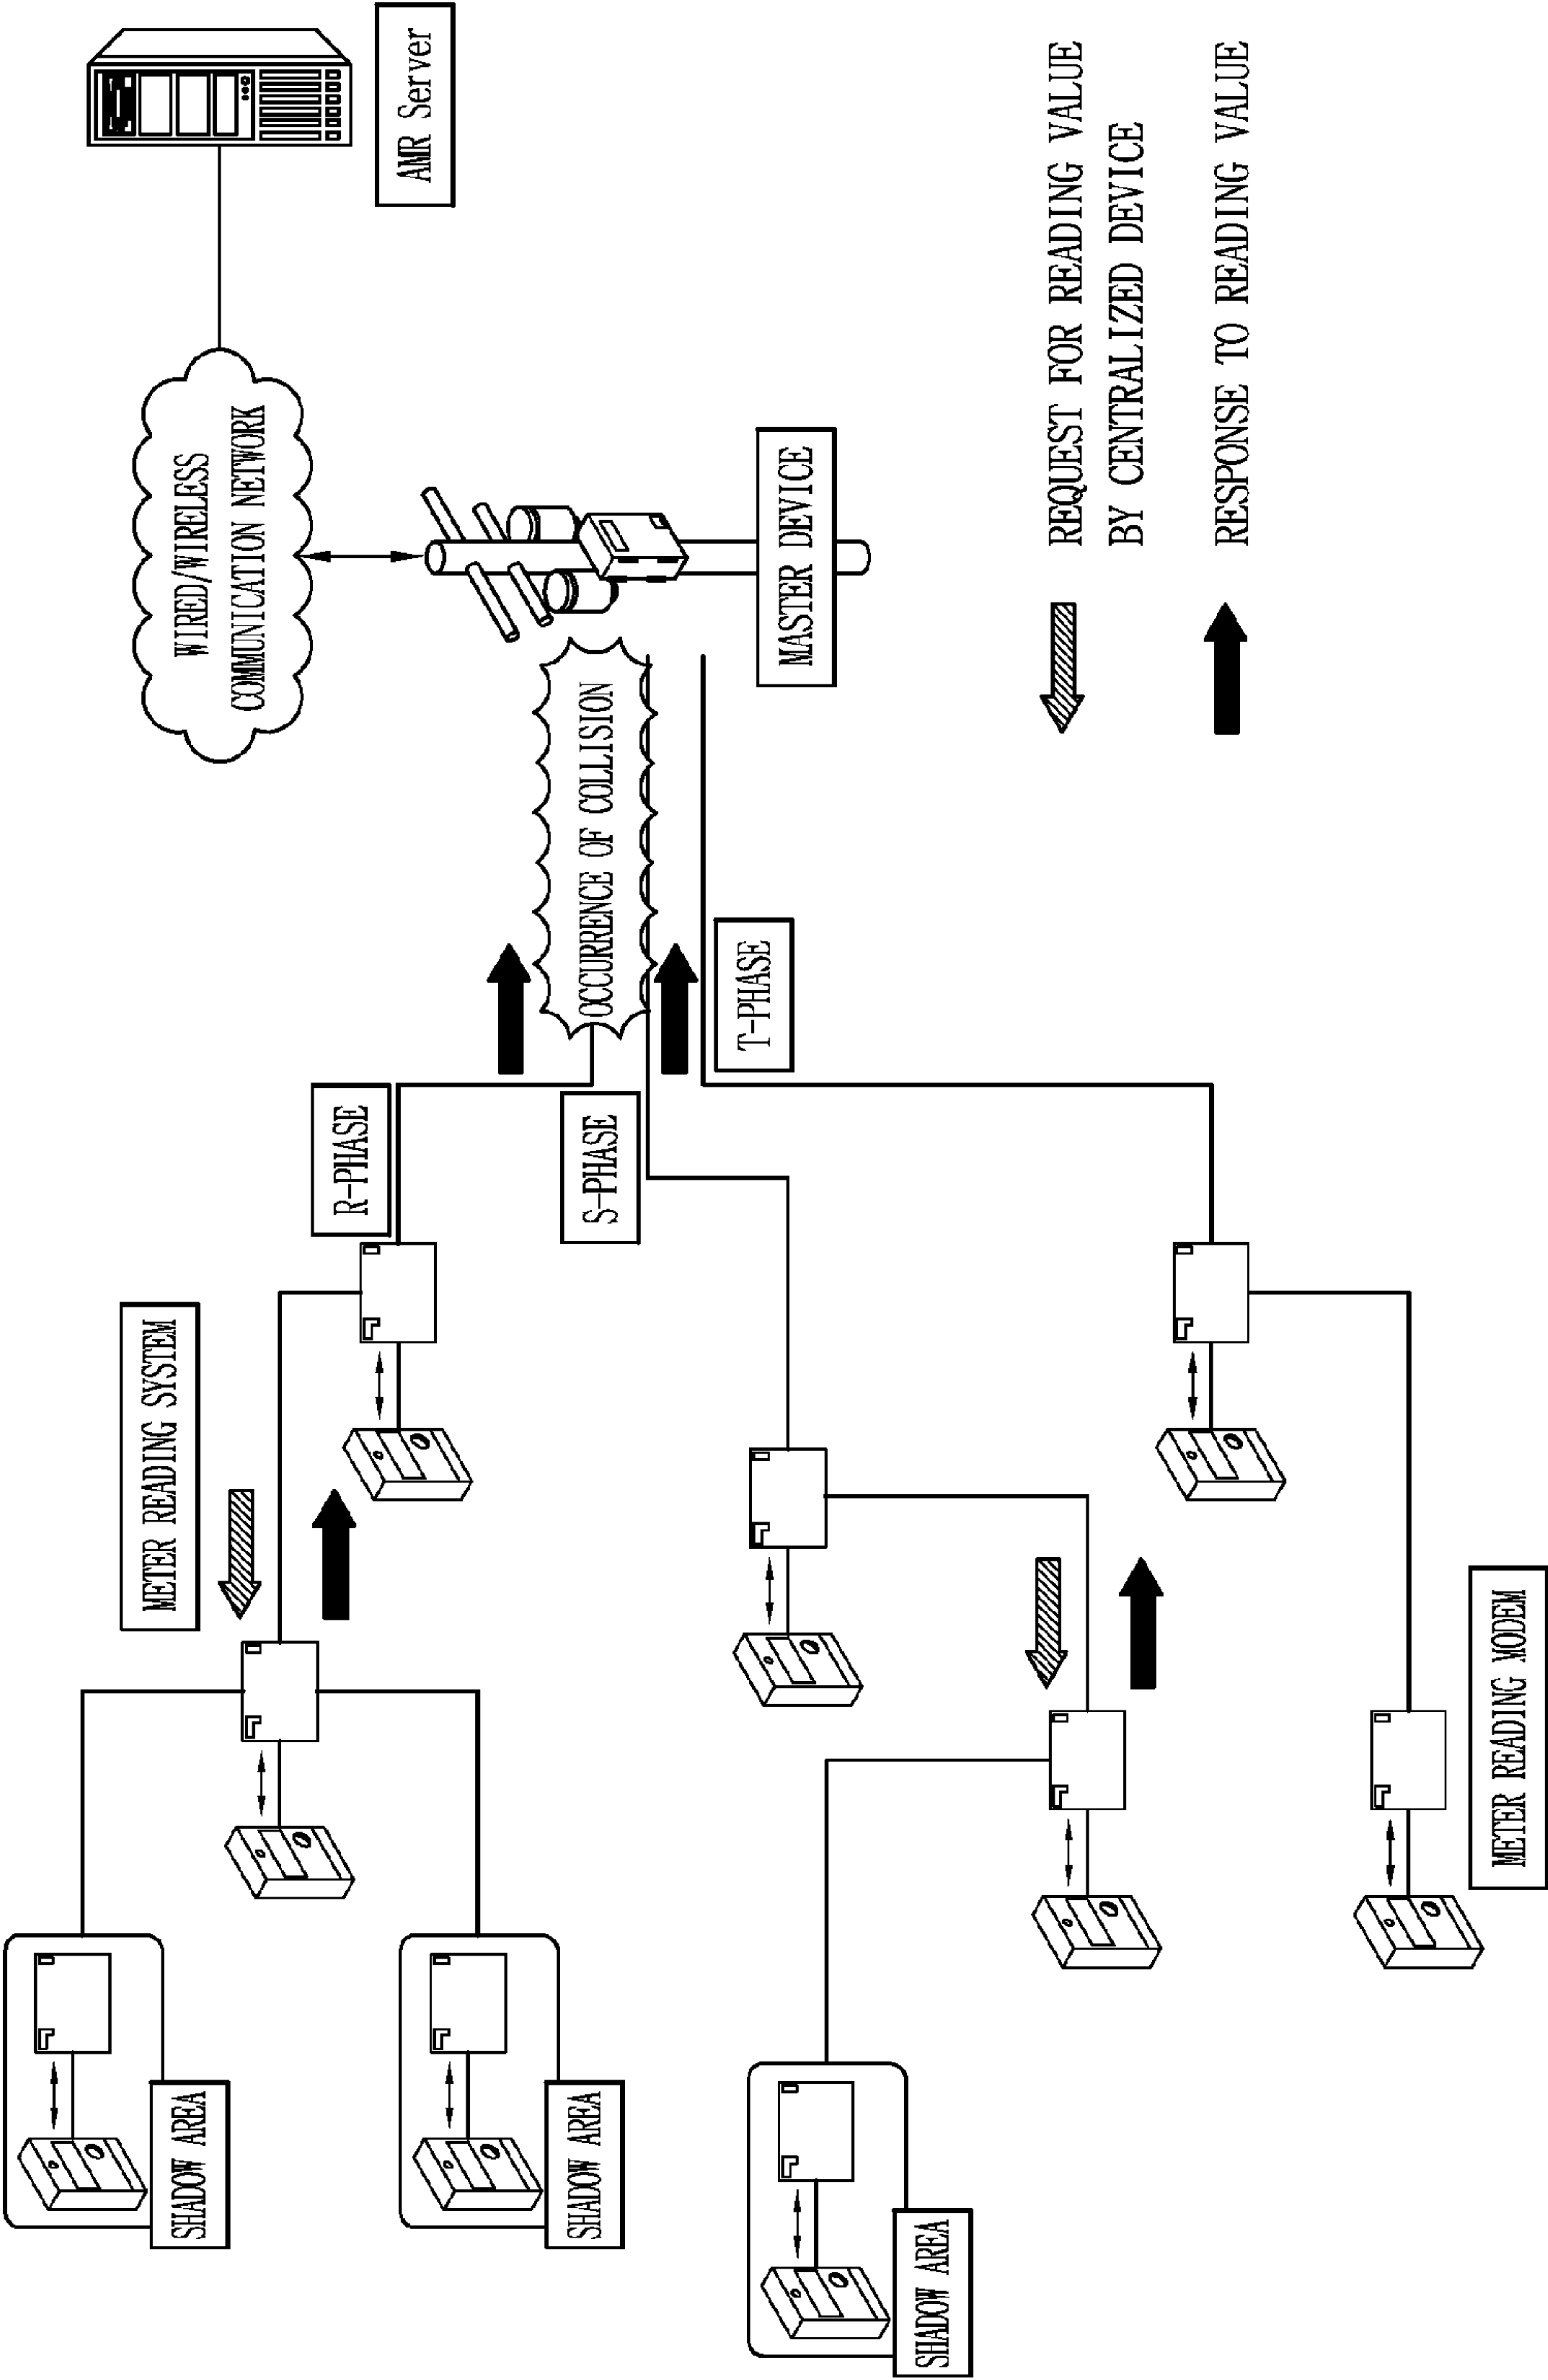 AMR Server
WIRED/WIRELESS
COMMUNICATION NETWORK
MASTER DEVICE
OCCURRENCE OF COLLISION
R-PHASE
S-PHASE
T-PHASE
METER READING SYSTEM
SHADOW AREA
SHADOW AREA
SHADOW AREA
METER READING MODEM
REQUEST FOR READING VALUE
BY CENTRALIZED DEVICE
RESPONSE TO READING VALUE